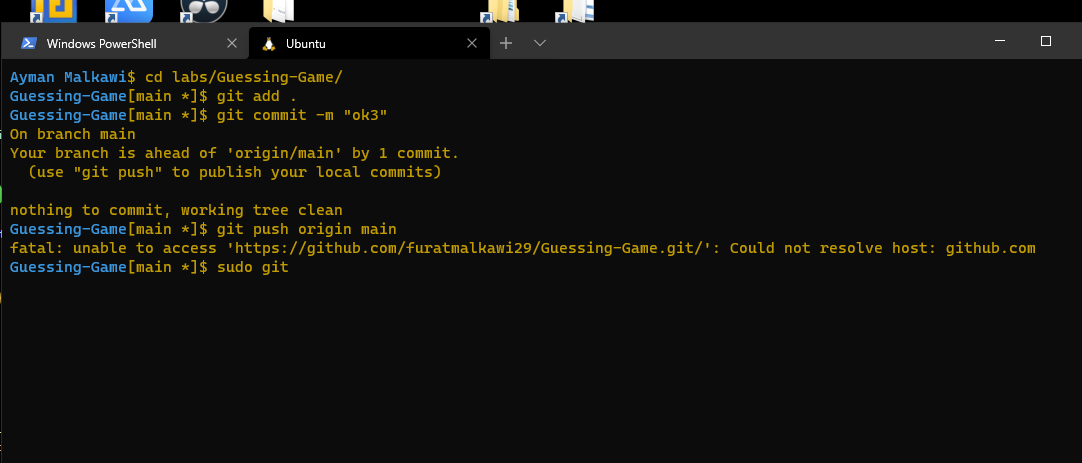 Windows PowerShell
Ubuntu
Ayman Malkawi$ cd labs/Guessing-Game/
Guessing-Game[main *]$ git add .
Guessing-Game[main *]$ git commit -m "ok3"
On branch main
Your branch is ahead of 'origin/main' by 1 commit.
(use "git push" to publish your local commits)
nothing to commit, working tree clean
Guessing-Game[main *]$ git push origin main
fatal: unable to access 'https://github.com/furatmalkawi29/Guessing-Game.git/': Could not resolve host: github.com
Guessing-Game[main *]$ sudo git